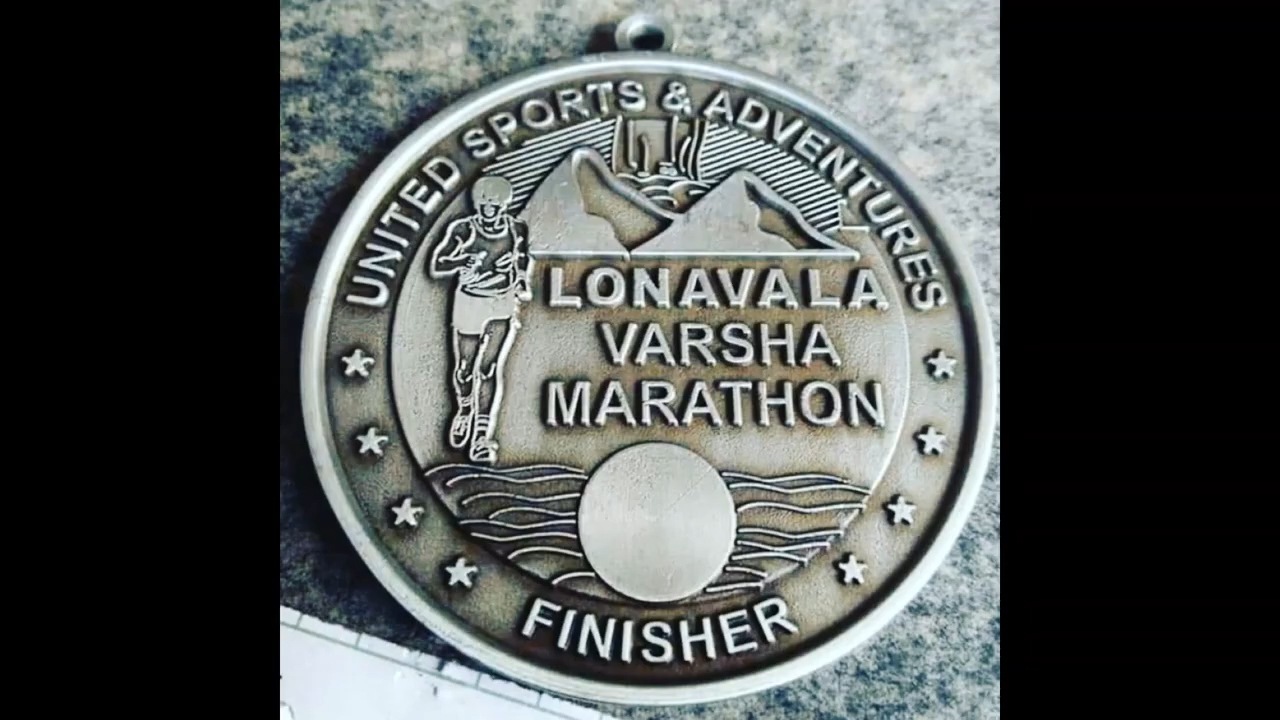 UNITED SPORTS & ADVENTURES
LONAVALA
VARSHA
MARATHON
FINISHER